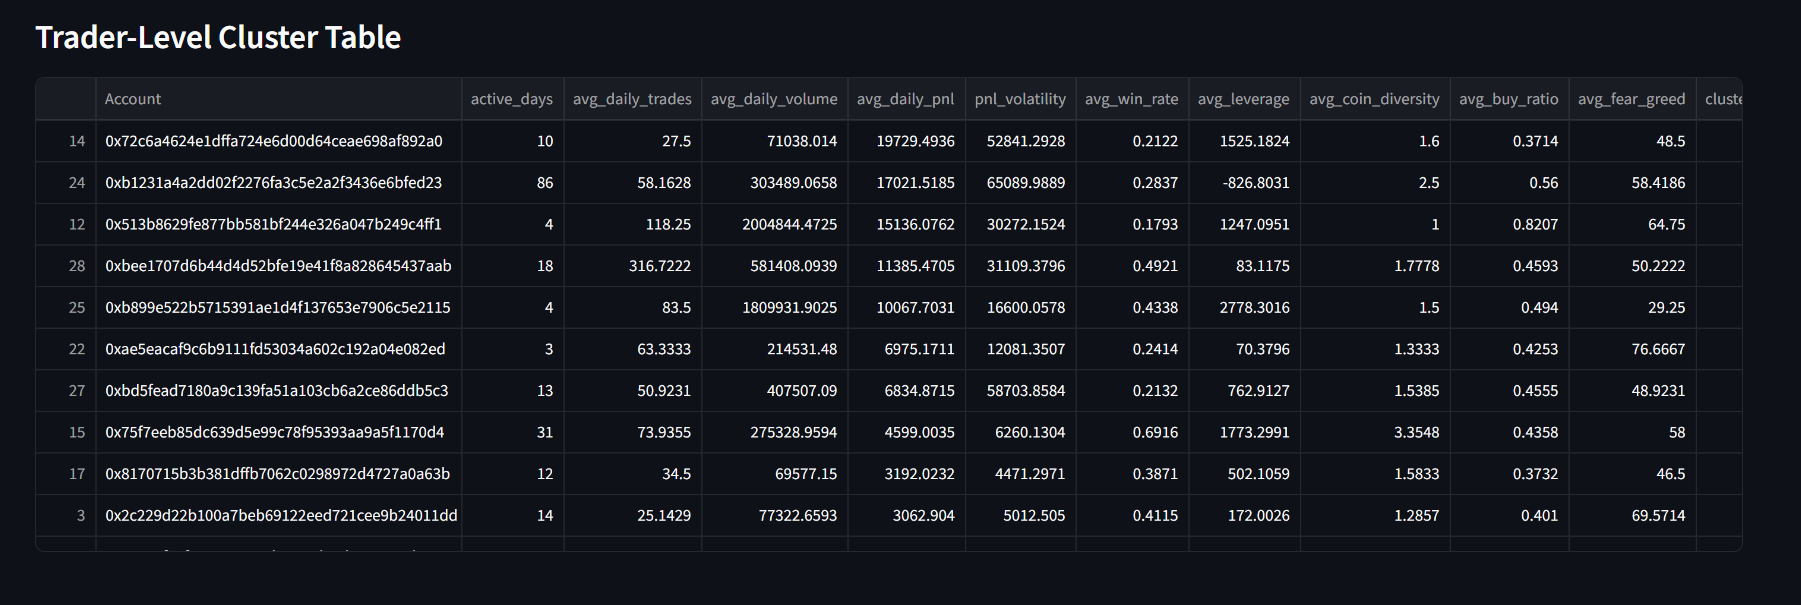 Trader-Level Cluster Table
Account active_days avg_daily_trades avg_daily_volume avg_daily_pnl pnl_volatility avg_win_rate avg_leverage avg_coin_diversity avg_buy_ratio avg_fear_greed cluste
14 0x72c6a4624e1dffa724e6d00d64ceae698af892a0 10 27.5 71038.014 19729.4936 52841.2928 0.2122 1525.1824 1.6 0.3714 48.5
24 0xb1231a4a2dd02f2276fa3c5e2a2f3436e6bfed23 86 58.1628 303489.0658 17021.5185 65089.9889 0.2837 -826.8031 2.5 0.56 58.4186
12 0x513b8629fe877bb581bf244e326a047b249c4ff1 4 118.25 2004844.4725 15136.0762 30272.1524 0.1793 1247.0951 1 0.8207 64.75
28 0xbee1707d6b44d4d52bfe19e41f8a828645437aab 18 316.7222 581408.0939 11385.4705 31109.3796 0.4921 83.1175 1.7778 0.4593 50.2222
25 0xb899e522b5715391ae1d4f137653e7906c5e2115 4 83.5 1809931.9025 10067.7031 16600.0578 0.4338 2778.3016 1.5 0.494 29.25
22 0xae5eacaf9c6b9111fd53034a602c192a04e082ed 3 63.3333 214531.48 6975.1711 12081.3507 0.2414 70.3796 1.3333 0.4253 76.6667
27 0xbd5fead7180a9c139fa51a103cb6a2ce86ddb5c3 13 50.9231 407507.09 6834.8715 58703.8584 0.2132 762.9127 1.5385 0.4555 48.9231
15 0x75f7eeb85dc639d5e99c78f95393aa9a5f1170d4 31 73.9355 275328.9594 4599.0035 6260.1304 0.6916 1773.2991 3.3548 0.4358 58
17 0x8170715b3b381dffb7062c0298972d4727a0a63b 12 34.5 69577.15 3192.0232 4471.2971 0.3871 502.1059 1.5833 0.3732 46.5
3 0x2c229d22b100a7beb69122eed721cee9b24011dd 14 25.1429 77322.6593 3062.904 5012.505 0.4115 172.0026 1.2857 0.401 69.5714